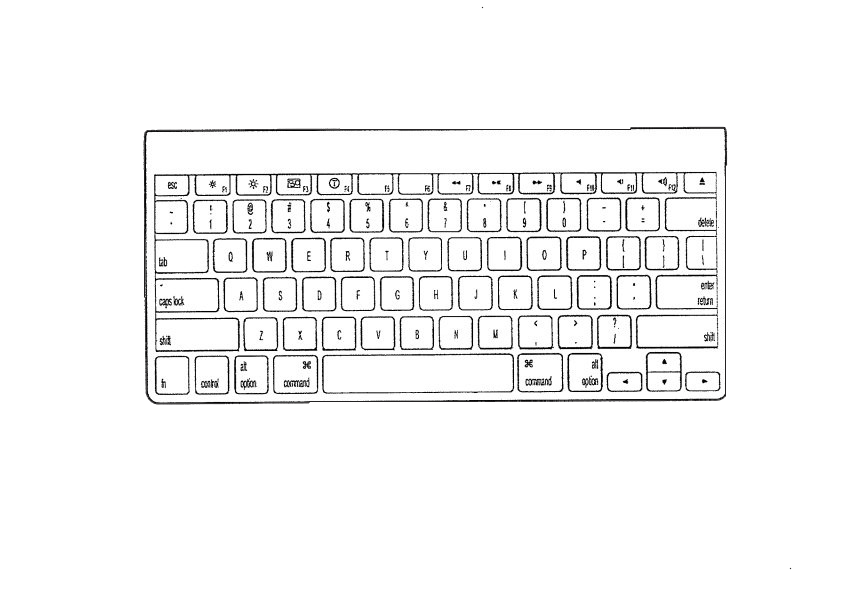 esc F1 F2 F3 F4 F5 F6 F7 F8 F9 F10 F11 F12
~ ! @ # $ % ^ & * ( ) _ +
1 2 3 4 5 6 7 8 9 0 - = delete
tab Q W E R T Y U I O P { } |
[ ] \
caps lock A S D F G H J K L : ; enter
return
shift Z X C V B N M < , > . ? / shift
fn control alt
option ⌘
command ⌘
command alt
option